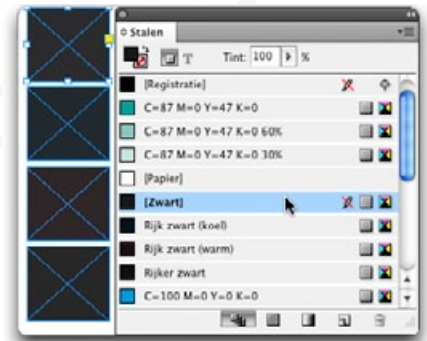 Stalen
T Tint: 100 %
[Registratie]
C=87 M=0 Y=47 K=0
C=87 M=0 Y=47 K=0 60%
C=87 M=0 Y=47 K=0 30%
[Papier]
[Zwart]
Rijk zwart (koel)
Rijk zwart (warm)
Rijker zwart
C=100 M=0 Y=0 K=0